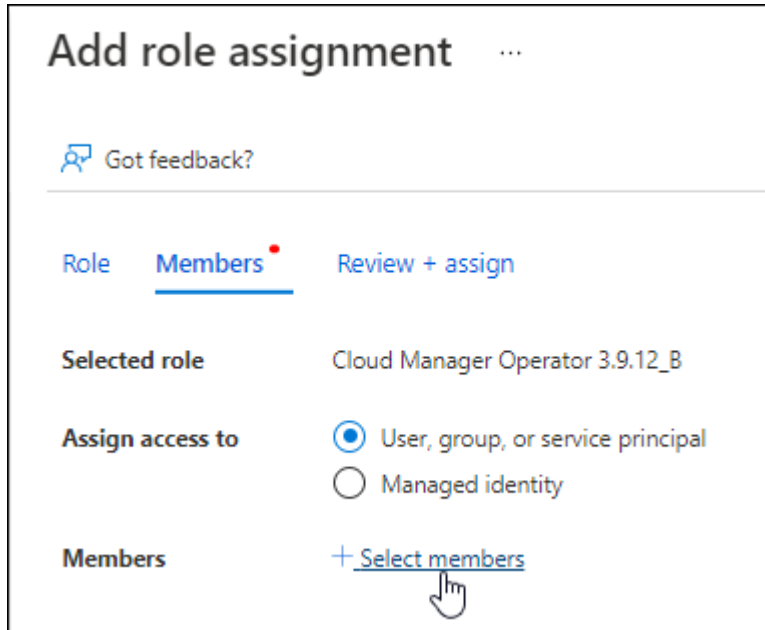 Add role assignment ...
Got feedback?
Role Members Review + assign
Selected role Cloud Manager Operator 3.9.12_B
Assign access to User, group, or service principal
Managed identity
Members + Select members